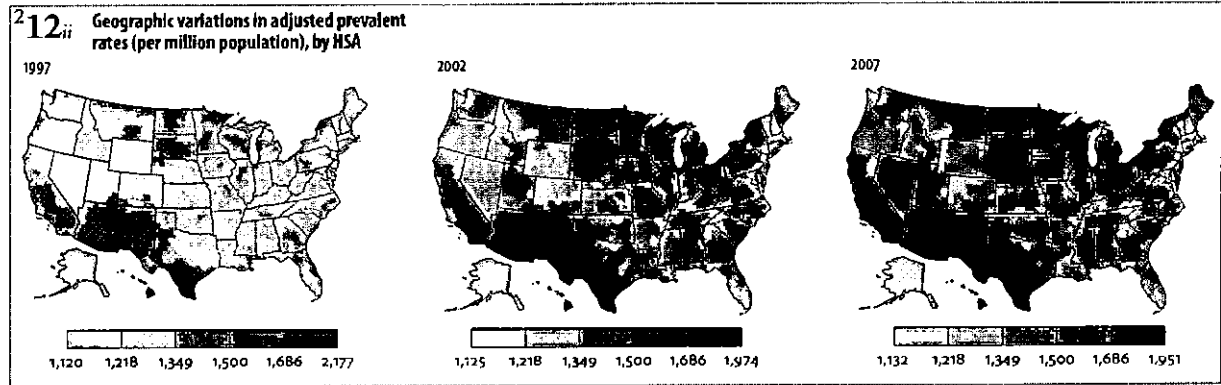 ²12ii Geographic variations in adjusted prevalent
rates (per million population), by HSA
1997
2002
2007
1,120 1,218 1,349 1,500 1,686 2,177
1,125 1,218 1,349 1,500 1,686 1,974
1,132 1,218 1,349 1,500 1,686 1,951